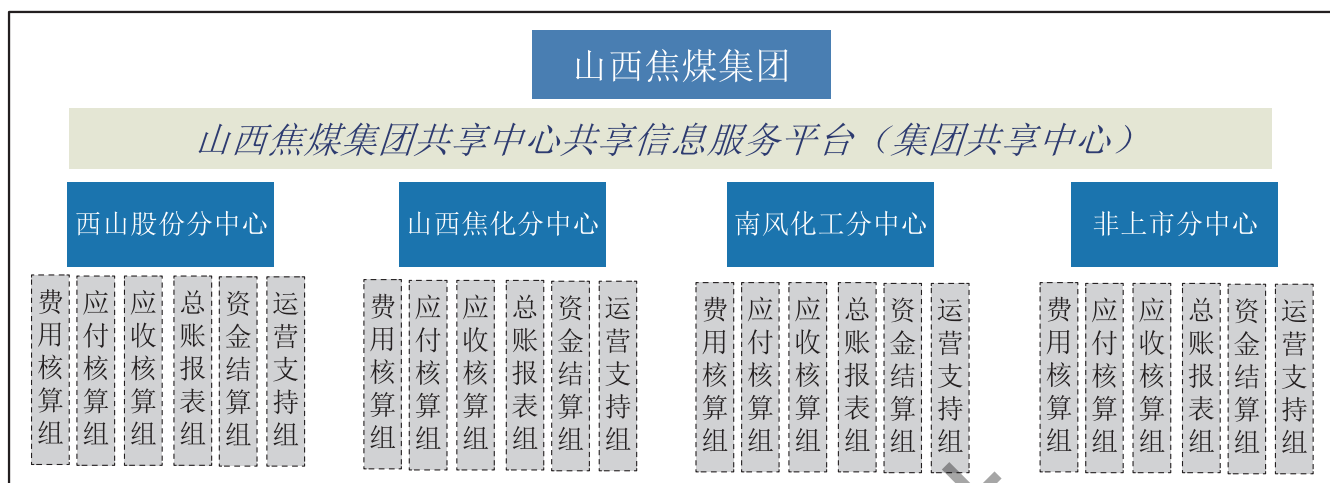 山西焦煤集团
山西焦煤集团共享中心共享信息服务平台（集团共享中心）
西山股份分中心
费用核算组
应付核算组
应收核算组
总账报表组
资金结算组
运营支持组
山西焦化分中心
费用核算组
应付核算组
应收核算组
总账报表组
资金结算组
运营支持组
南风化工分中心
费用核算组
应付核算组
应收核算组
总账报表组
资金结算组
运营支持组
非上市分中心
费用核算组
应付核算组
应收核算组
总账报表组
资金结算组
运营支持组